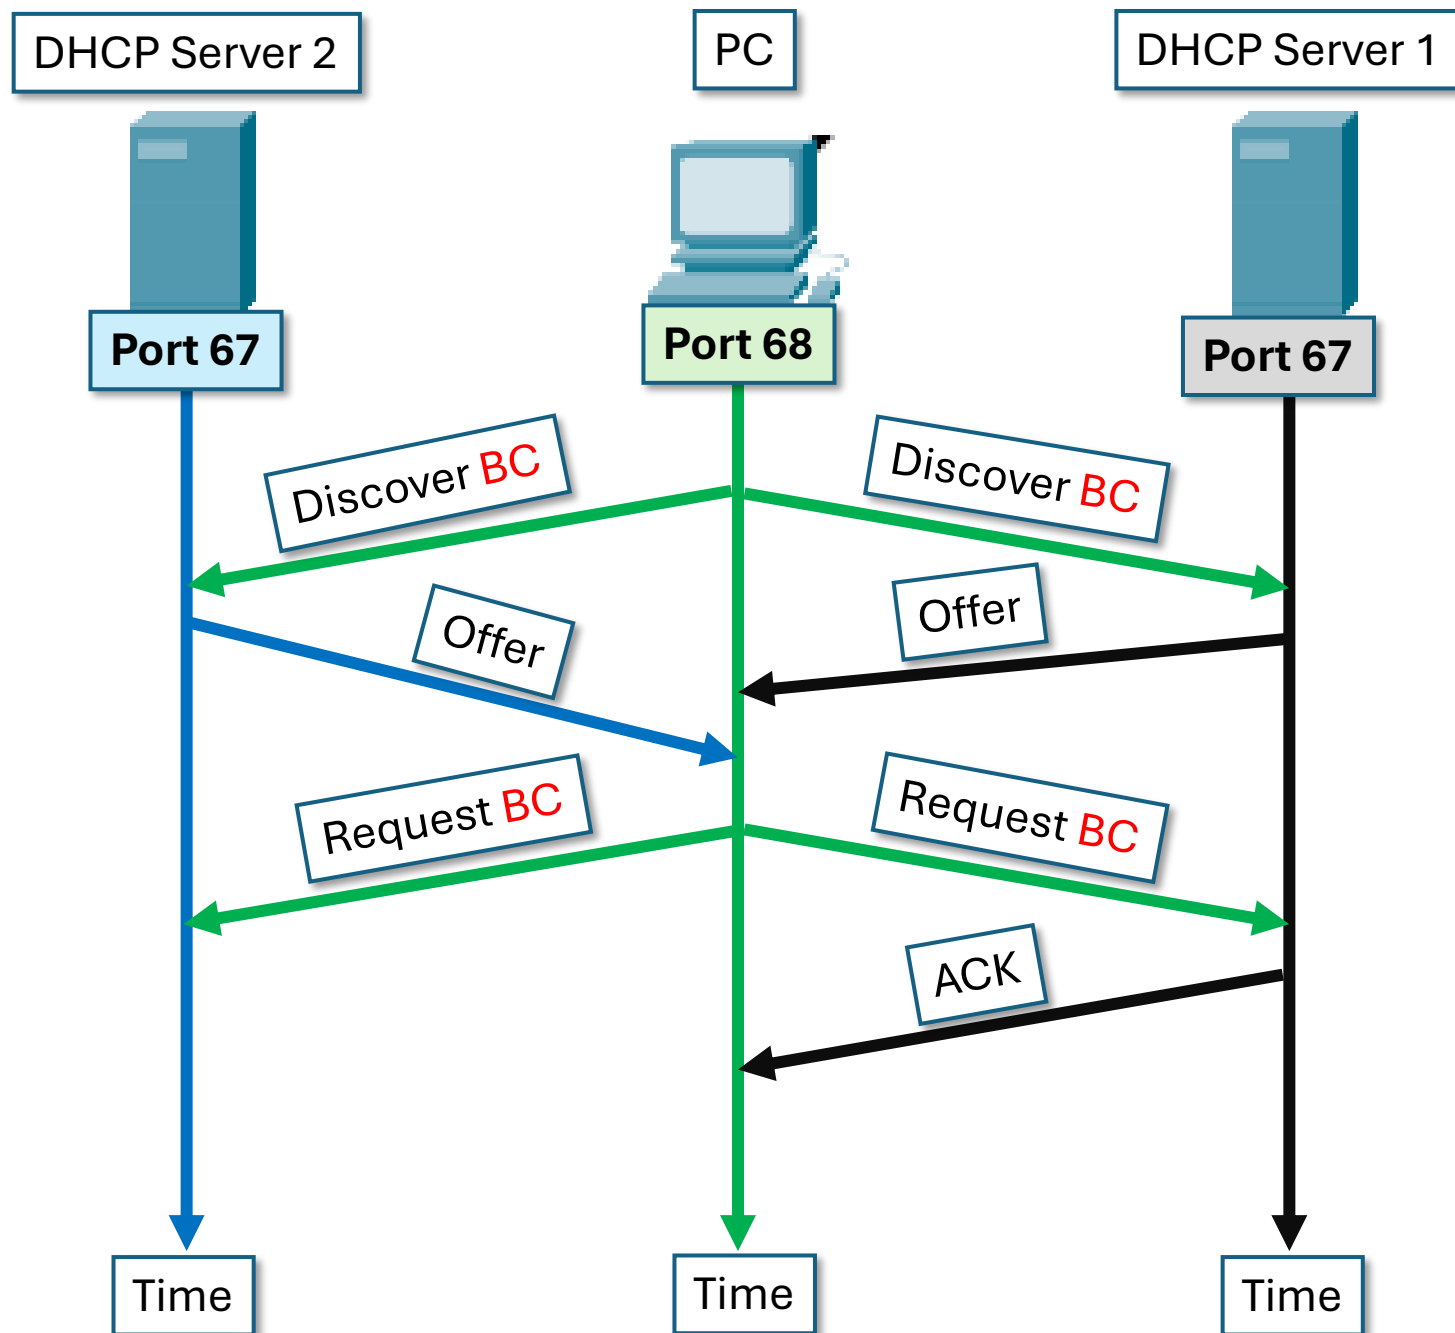 DHCP Server 2
PC
DHCP Server 1
Port 67
Port 68
Port 67
Discover BC
Discover BC
Offer
Offer
Request BC
Request BC
ACK
Time
Time
Time